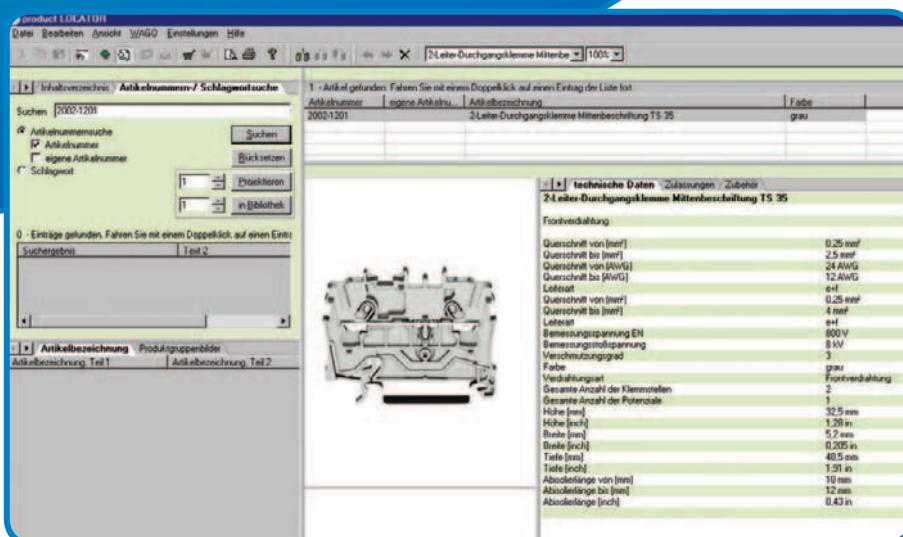 product LOCATOR
Datei Bearbeiten Ansicht WAGO Einstellungen Hilfe
2-Leiter-Durchgangsklemme Mittenbe 100%
Inhaltsverzeichnis Artikelnummern-/ Schlagwortsuche
Suchen 2002-1201
Artikelnummernsuche
Artikelnummer
eigene Artikelnummer
Schlagwort
Suchen
Rücksetzen
1 Projektieren
1 in Bibliothek
0 - Einträge gefunden. Fahren Sie mit einem Doppelklick auf einen Eintra
Suchergebnis Text 2
Artikelbezeichnung Produktgruppenbilder
Artikelbezeichnung, Teil 1 Artikelbezeichnung, Teil 2
1 - Artikel gefunden. Fahren Sie mit einem Doppelklick auf einen Eintrag der Liste fort.
Artikelnummer eigene Artikelnu... Artikelbezeichnung Farbe
2002-1201 2-Leiter-Durchgangsklemme Mittenbeschriftung TS 35 grau
technische Daten Zulassungen Zubehör
2-Leiter-Durchgangsklemme Mittenbeschriftung TS 35
Frontverdrahtung
Querschnitt von [mm²] 0,25 mm²
Querschnitt bis [mm²] 2,5 mm²
Querschnitt von [AWG] 24 AWG
Querschnitt bis [AWG] 12 AWG
Leiterart e+f
Querschnitt von [mm²] 0,25 mm²
Querschnitt bis [mm²] 4 mm²
Leiterart e+f
Bemessungsspannung EN 800 V
Bemessungsstoßspannung 8 kV
Verschmutzungsgrad 3
Farbe grau
Verdrahtungsart Frontverdrahtung
Gesamte Anzahl der Klemmstellen 2
Gesamte Anzahl der Potenziale 1
Höhe [mm] 32,5 mm
Höhe [inch] 1,28 in
Breite [mm] 5,2 mm
Breite [inch] 0,205 in
Tiefe [mm] 48,5 mm
Tiefe [inch] 1.91 in
Abisolierlänge von [mm] 10 mm
Abisolierlänge bis [mm] 12 mm
Abisolierlänge [inch] 0.43 in